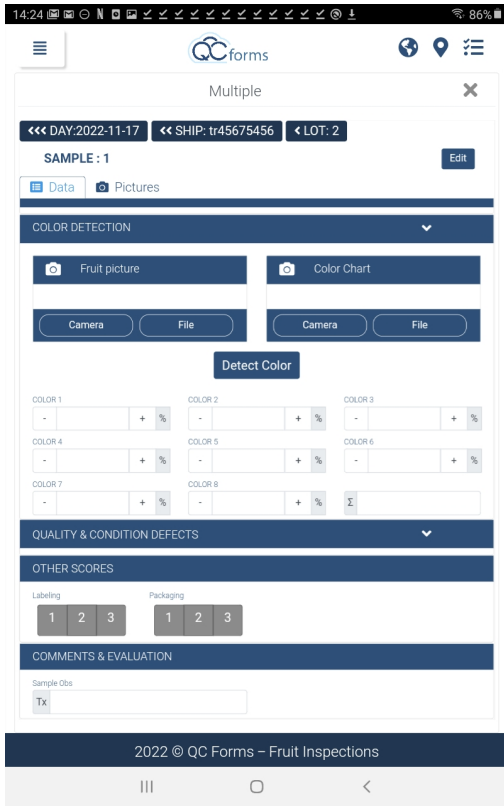 14:24 86%
QC forms
Multiple
DAY:2022-11-17 SHIP: tr45675456 LOT: 2
SAMPLE : 1 Edit
Data Pictures
COLOR DETECTION
Fruit picture Color Chart
Camera File Camera File
Detect Color
COLOR 1 COLOR 2 COLOR 3
- + % - + % - + %
COLOR 4 COLOR 5 COLOR 6
- + % - + % - + %
COLOR 7 COLOR 8
- + % - + % Σ
QUALITY & CONDITION DEFECTS
OTHER SCORES
Labeling Packaging
1 2 3 1 2 3
COMMENTS & EVALUATION
Sample Obs
Tx
2022 © QC Forms – Fruit Inspections